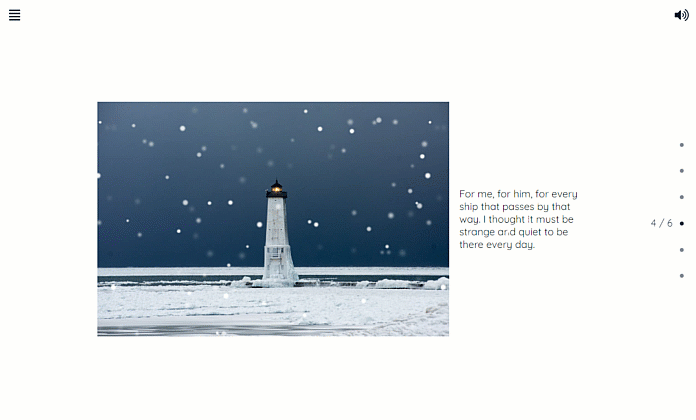 For me, for him, for every
ship that passes by that
way. I thought it must be
strange and quiet to be
there every day.
4 / 6